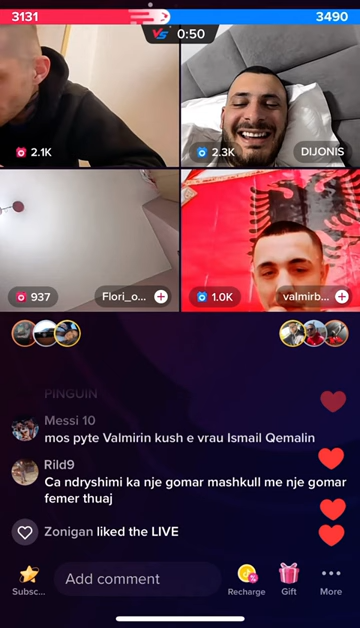 3131
3490
VS 0:50
2.1K
2.3K
DIJONIS
937
Flori_o...
1.0K
valmirb...
PINGUIN
Messi 10
mos pyte Valmirin kush e vrau Ismail Qemalin
Rild9
Ca ndryshimi ka nje gomar mashkull me nje gomar
femer thuaj
Zonigan liked the LIVE
Subsc...
Add comment
Recharge
Gift
More